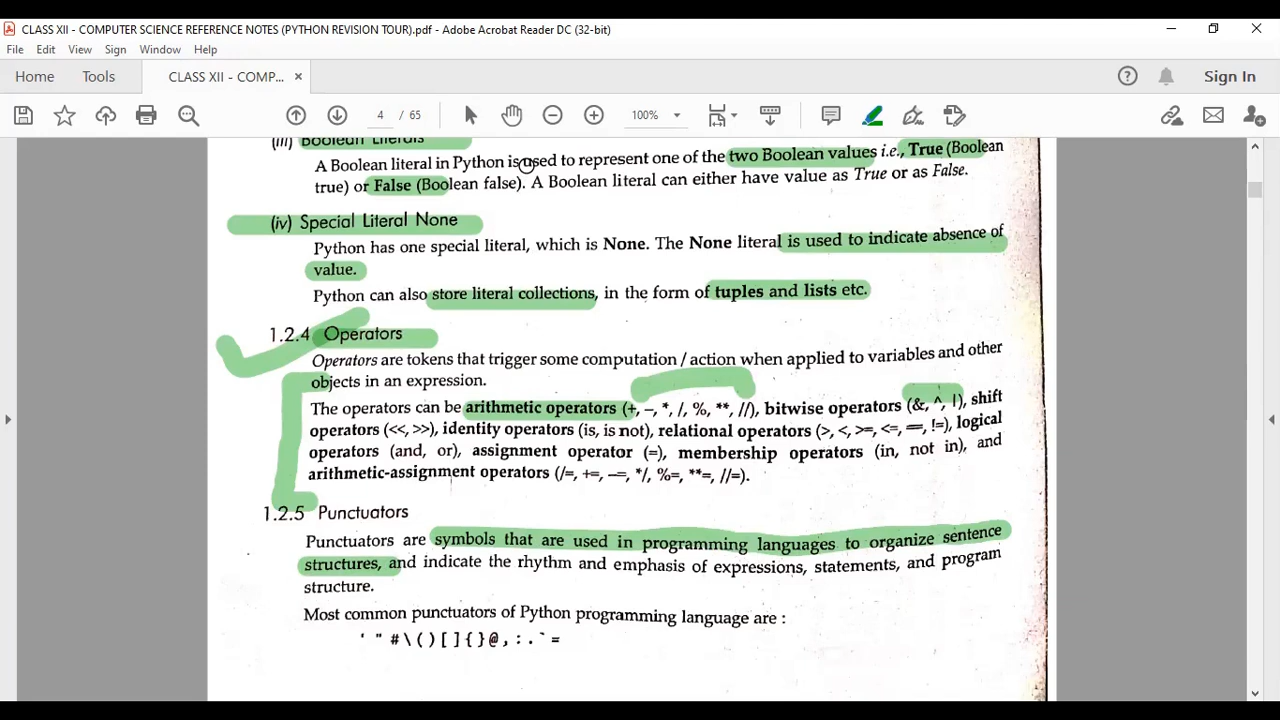 CLASS XII - COMPUTER SCIENCE REFERENCE NOTES (PYTHON REVISION TOUR).pdf - Adobe Acrobat Reader DC (32-bit)
File Edit View Sign Window Help
Home Tools CLASS XII - COMP... × Sign In
4 / 65 100%
(iii) Boolean Literals
A Boolean literal in Python is used to represent one of the two Boolean values i.e., True (Boolean
true) or False (Boolean false). A Boolean literal can either have value as True or as False.
(iv) Special Literal None
Python has one special literal, which is None. The None literal is used to indicate absence of
value.
Python can also store literal collections, in the form of tuples and lists etc.
1.2.4 Operators
Operators are tokens that trigger some computation / action when applied to variables and other
objects in an expression.
The operators can be arithmetic operators (+, −, *, /, %, **, //), bitwise operators (&, ^, |), shift
operators (<<, >>), identity operators (is, is not), relational operators (>, <, >=, <=, ==, !=), logical
operators (and, or), assignment operator (=), membership operators (in, not in), and
arithmetic-assignment operators (/=, +=, −=, */, %=, **=, //=).
1.2.5 Punctuators
Punctuators are symbols that are used in programming languages to organize sentence
structures, and indicate the rhythm and emphasis of expressions, statements, and program
structure.
Most common punctuators of Python programming language are :
' " # \ ( ) [ ] { } @ , : . ` =